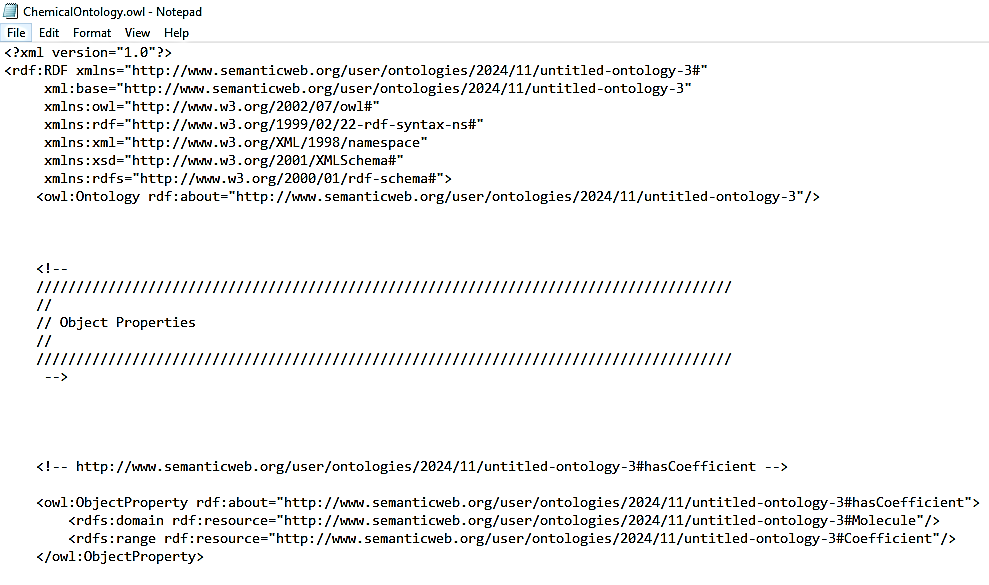 ChemicalOntology.owl - Notepad
File Edit Format View Help
<?xml version="1.0"?>
<rdf:RDF xmlns="http://www.semanticweb.org/user/ontologies/2024/11/untitled-ontology-3#"
     xml:base="http://www.semanticweb.org/user/ontologies/2024/11/untitled-ontology-3"
     xmlns:owl="http://www.w3.org/2002/07/owl#"
     xmlns:rdf="http://www.w3.org/1999/02/22-rdf-syntax-ns#"
     xmlns:xml="http://www.w3.org/XML/1998/namespace"
     xmlns:xsd="http://www.w3.org/2001/XMLSchema#"
     xmlns:rdfs="http://www.w3.org/2000/01/rdf-schema#">
    <owl:Ontology rdf:about="http://www.semanticweb.org/user/ontologies/2024/11/untitled-ontology-3"/>
    <!--
    ///////////////////////////////////////////////////////////////////////////////////////
    //
    // Object Properties
    //
    ///////////////////////////////////////////////////////////////////////////////////////
     -->
    <!-- http://www.semanticweb.org/user/ontologies/2024/11/untitled-ontology-3#hasCoefficient -->
    <owl:ObjectProperty rdf:about="http://www.semanticweb.org/user/ontologies/2024/11/untitled-ontology-3#hasCoefficient">
        <rdfs:domain rdf:resource="http://www.semanticweb.org/user/ontologies/2024/11/untitled-ontology-3#Molecule"/>
        <rdfs:range rdf:resource="http://www.semanticweb.org/user/ontologies/2024/11/untitled-ontology-3#Coefficient"/>
    </owl:ObjectProperty>